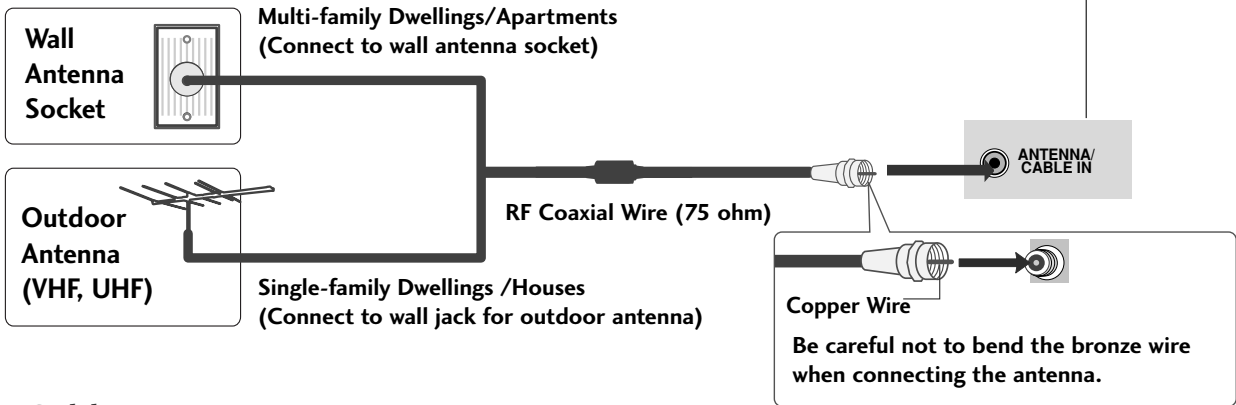 Multi-family Dwellings/Apartments
(Connect to wall antenna socket)
Wall
Antenna
Socket
ANTENNA/
CABLE IN
RF Coaxial Wire (75 ohm)
Outdoor
Antenna
(VHF, UHF)
Single-family Dwellings /Houses
(Connect to wall jack for outdoor antenna)
Copper Wire
Be careful not to bend the bronze wire
when connecting the antenna.